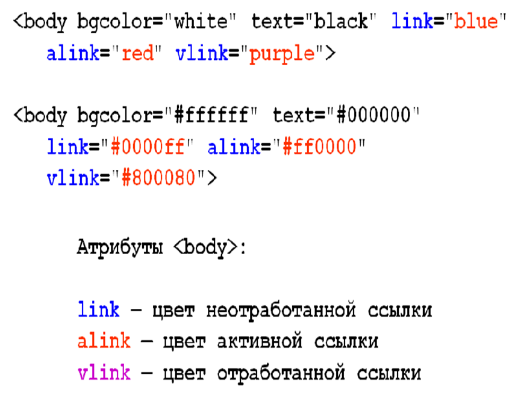 <body bgcolor="white" text="black" link="blue"
alink="red" vlink="purple">
<body bgcolor="#ffffff" text="#000000"
link="#0000ff" alink="#ff0000"
vlink="#800080">
Атрибуты <body>:
link – цвет неотработанной ссылки
alink – цвет активной ссылки
vlink – цвет отработанной ссылки